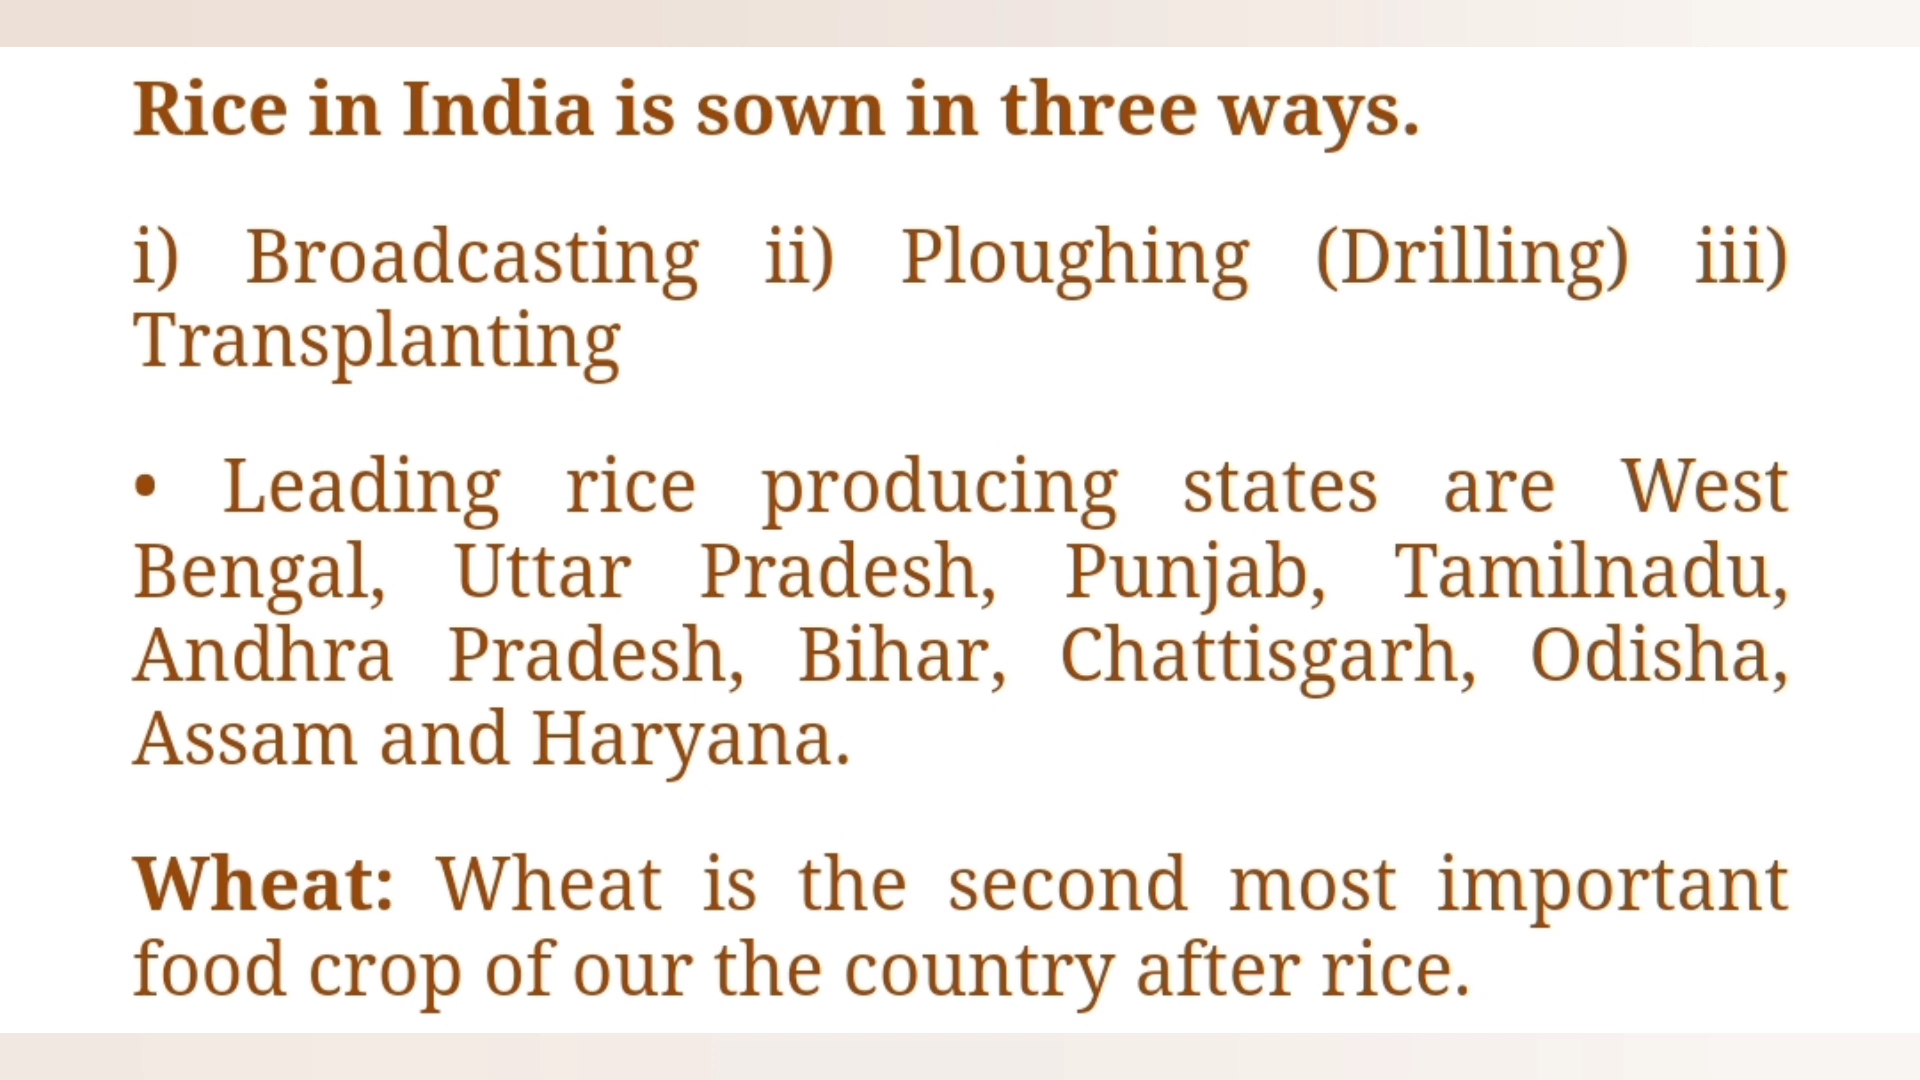 Rice in India is sown in three ways.
i) Broadcasting ii) Ploughing (Drilling) iii)
Transplanting
• Leading rice producing states are West
Bengal, Uttar Pradesh, Punjab, Tamilnadu,
Andhra Pradesh, Bihar, Chattisgarh, Odisha,
Assam and Haryana.
Wheat: Wheat is the second most important
food crop of our the country after rice.